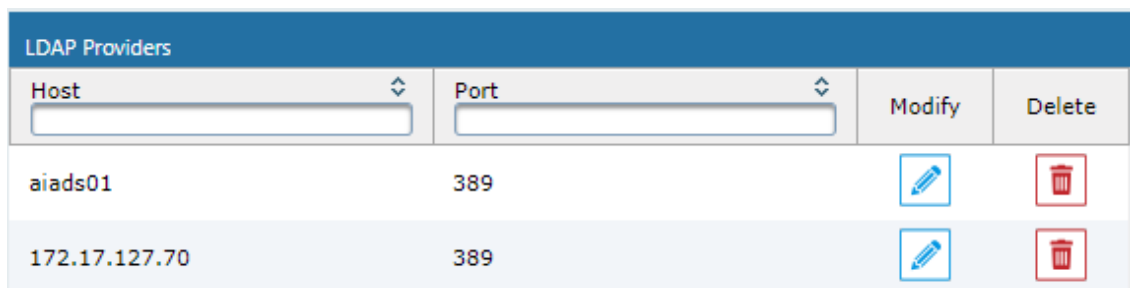 LDAP Providers
Host Port Modify Delete
aiads01 389
172.17.127.70 389